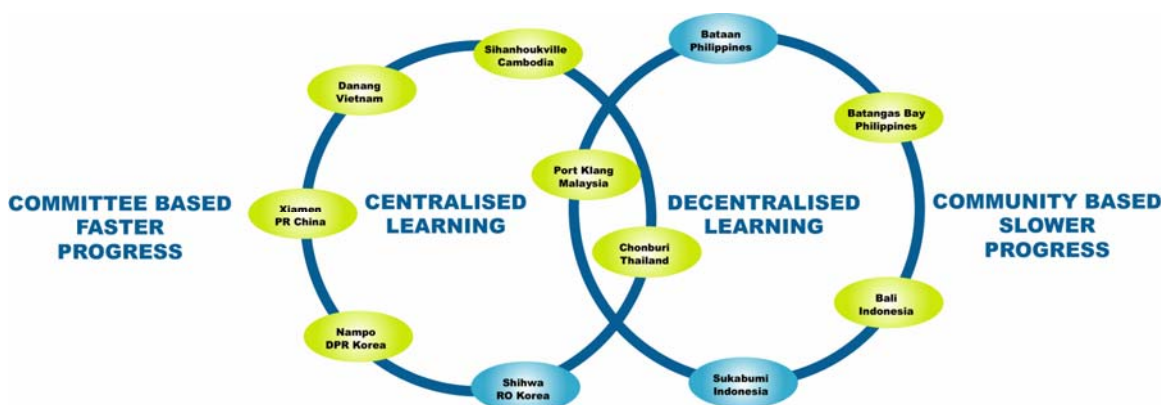 Sihanhoukville
Cambodia
Bataan
Philippines
Danang
Vietnam
Batangas Bay
Philippines
Port Klang
Malaysia
COMMITTEE BASED
FASTER
PROGRESS
Xiamen
PR China
CENTRALISED
LEARNING
DECENTRALISED
LEARNING
COMMUNITY BASED
SLOWER
PROGRESS
Chonburi
Thailand
Bali
Indonesia
Nampo
DPR Korea
Shihwa
RO Korea
Sukabumi
Indonesia